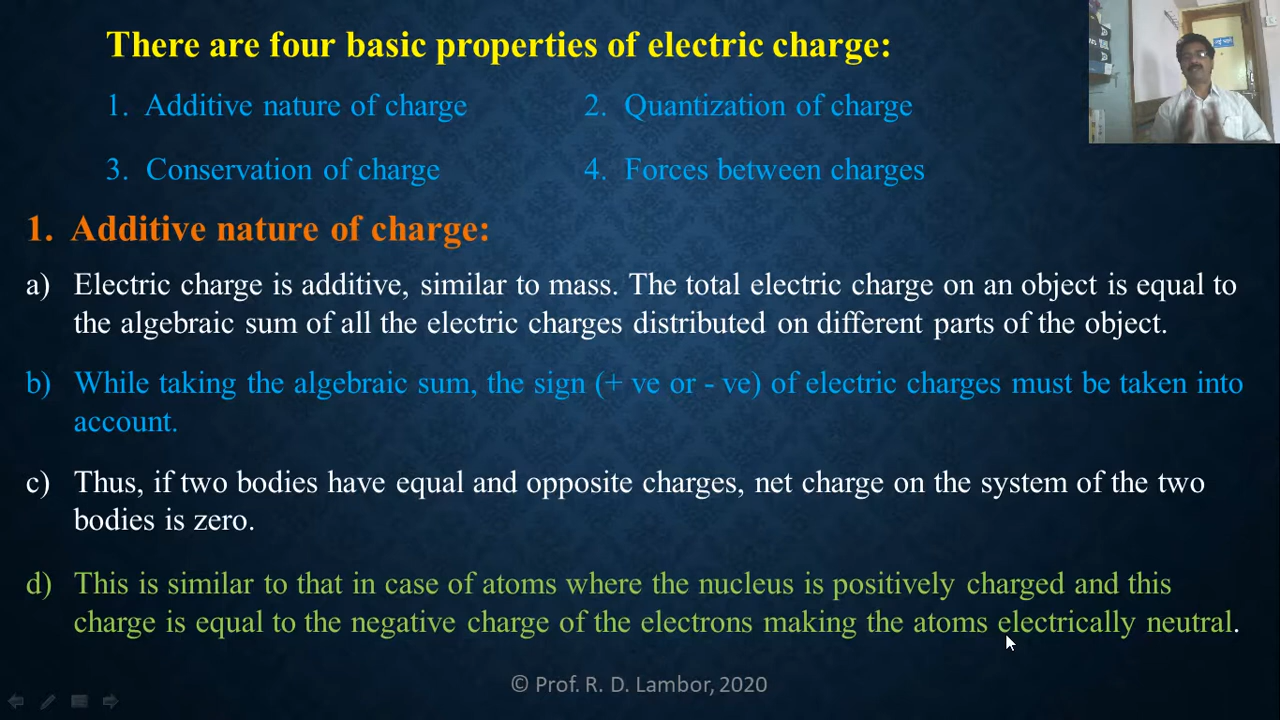 There are four basic properties of electric charge:
1. Additive nature of charge
2. Quantization of charge
3. Conservation of charge
4. Forces between charges
1. Additive nature of charge:
a) Electric charge is additive, similar to mass. The total electric charge on an object is equal to
the algebraic sum of all the electric charges distributed on different parts of the object.
b) While taking the algebraic sum, the sign (+ ve or - ve) of electric charges must be taken into
account.
c) Thus, if two bodies have equal and opposite charges, net charge on the system of the two
bodies is zero.
d) This is similar to that in case of atoms where the nucleus is positively charged and this
charge is equal to the negative charge of the electrons making the atoms electrically neutral.
© Prof. R. D. Lambor, 2020